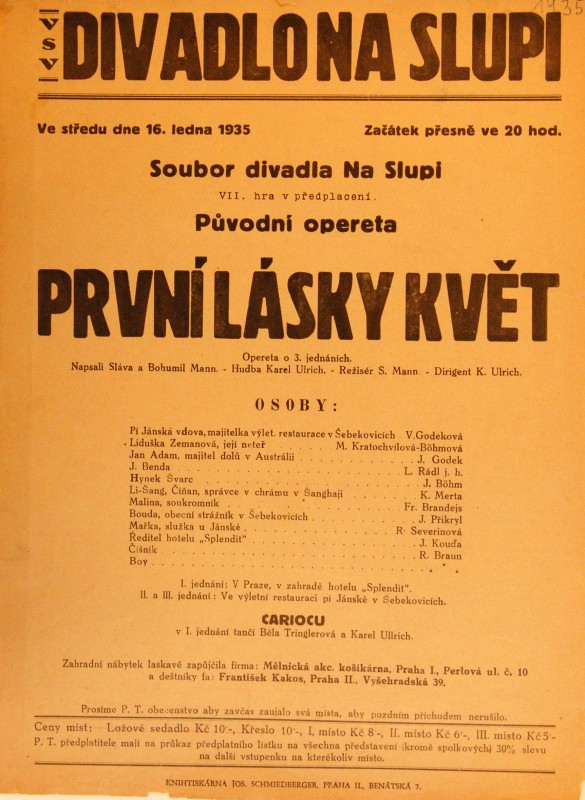 1935
VSV DIVADLO NA SLUPI
Ve středu dne 16. ledna 1935 Začátek přesně ve 20 hod.
Soubor divadla Na Slupi
VII. hra v předplacení.
Původní opereta
PRVNÍ LÁSKY KVĚT
Opereta o 3. jednáních.
Napsali Sláva a Bohumil Mann. - Hudba Karel Ulrich. - Režisér S. Mann. - Dirigent K. Ulrich.
OSOBY:
Pí Jánská vdova, majitelka výlet. restaurace v Šebekovicích V. Godeková
Liduška Zemanová, její neteř . . . . . M. Kratochvílová-Böhmová
Jan Adam, majitel dolů v Austrálii . . . . . J. Godek
J. Benda . . . . . L. Rádl j. h.
Hynek Švarc . . . . . J. Böhm
Li-Šang, Číňan, správce v chrámu v Šanghaji . . . . . K. Merta
Malina, soukromník . . . . . Fr. Brandejs
Bouda, obecní strážník v Šebekovicích . . . . . J. Přikryl
Mařka, služka u Jánské . . . . . R. Severinová
Ředitel hotelu „Splendit". . . . . J. Kouďa
Čišník . . . . . R. Braun
Boy . . . . . * * *
I. jednání: V Praze, v zahradě hotelu „Splendit".
II. a III. jednání: Ve výletní restauraci pí Jánské v Šebekovicích.
CARIOCU
v I. jednání tančí Běla Tringlerová a Karel Ullrich.
Zahradní nábytek laskavě zapůjčila firma: Mělnická akc. košikárna, Praha I., Perlová ul. č. 10
a deštníky fa: František Kakos, Praha II., Vyšehradská 39.
Prosíme P. T. obecenstvo aby zavčas zaujalo svá místa, aby pozdním příchodem nerušilo.
Ceny míst: Ložové sedadlo Kč 10'-, Křeslo 10'-, I. místo Kč 8'-, II. místo Kč 6'-, III. místo Kč 5'-
P. T. předplatitelé mají na průkaz předplatního lístku na všechna představení (kromě spolkových) 30% slevu
na další vstupenku na kterékoliv místo.
KNIHTISKÁRNA JOS. SCHMIEDBERGER, PRAHA II., BENÁTSKÁ 7.